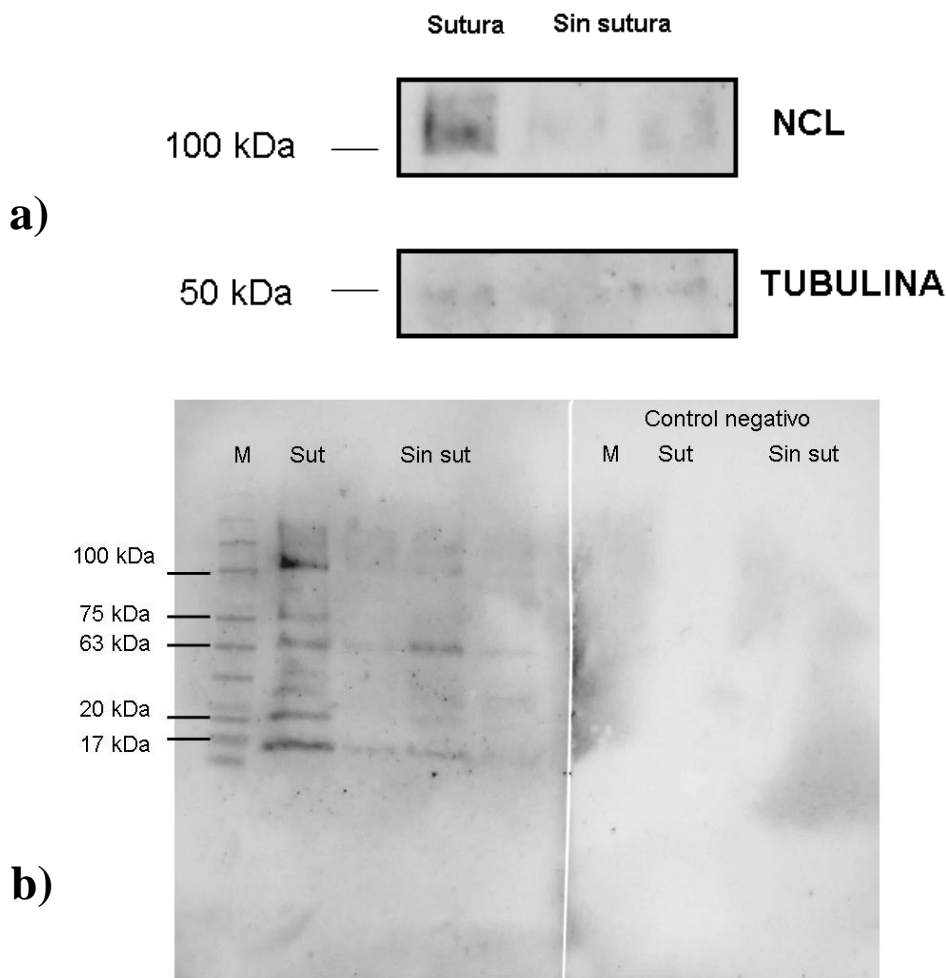 Sutura Sin sutura
NCL
100 kDa
a)
50 kDa
TUBULINA
Control negativo
M Sut Sin sut M Sut Sin sut
100 kDa
75 kDa
63 kDa
20 kDa
17 kDa
b)